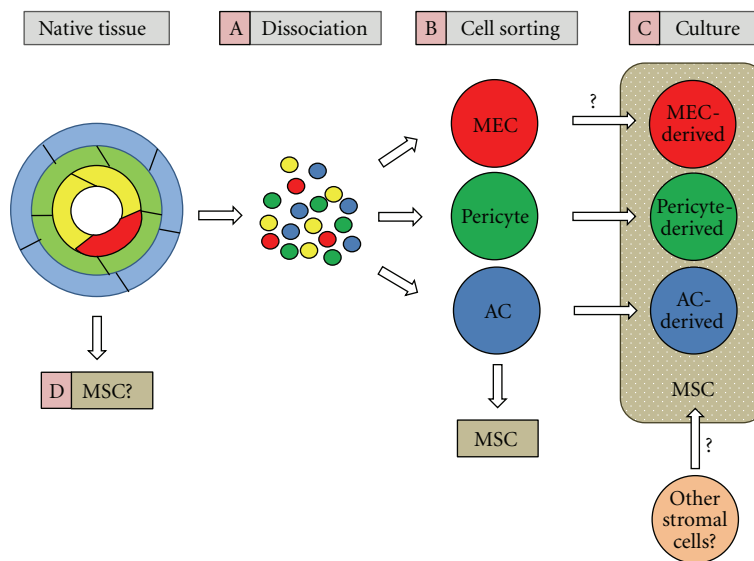 Native tissue
A Dissociation
B Cell sorting
C Culture
MEC
?
MEC-
derived
Pericyte
Pericyte-
derived
AC
AC-
derived
D MSC?
MSC
MSC
?
Other
stromal
cells?